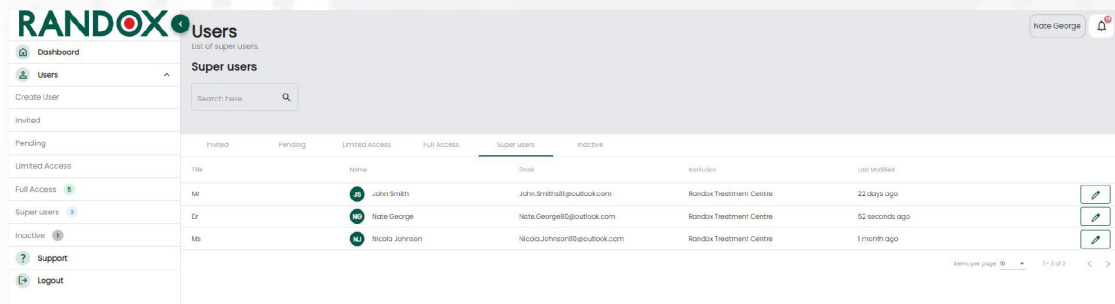 RANDOX
Dashboard
Users
Create User
Invited
Pending
Limited Access
Full Access 5
Super users 3
Inactive 1
? Support
Logout
Users
List of super users.
Super users
Search here
Nate George
Invited Pending Limited Access Full Access Super users Inactive
Title Name Email Institution Last Modified
Mr JS John Smith John.Smiths81@outlook.com Randox Treatment Centre 22 days ago
Dr NG Nate George Nate.George80@outlook.com Randox Treatment Centre 52 seconds ago
Ms NJ Nicola Johnson Nicola.Johnson80@outlook.com Randox Treatment Centre 1 month ago
Items per page: 10 1 – 3 of 3